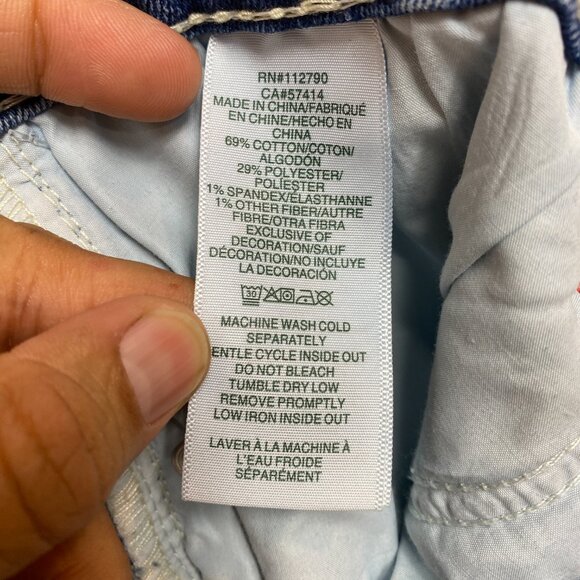 RN#112790
CA#57414
MADE IN CHINA/FABRIQUÉ
EN CHINE/HECHO EN
CHINA
69% COTTON/COTON/
ALGODÓN
29% POLYESTER/
POLIÉSTER
1% SPANDEX/ÉLASTHANNE
1% OTHER FIBER/AUTRE
FIBRE/OTRA FIBRA
EXCLUSIVE OF
DECORATION/SAUF
DÉCORATION/NO INCLUYE
LA DECORACIÓN
30
MACHINE WASH COLD
SEPARATELY
ENTLE CYCLE INSIDE OUT
DO NOT BLEACH
TUMBLE DRY LOW
REMOVE PROMPTLY
LOW IRON INSIDE OUT
LAVER À LA MACHINE À
L'EAU FROIDE
SÉPARÉMENT